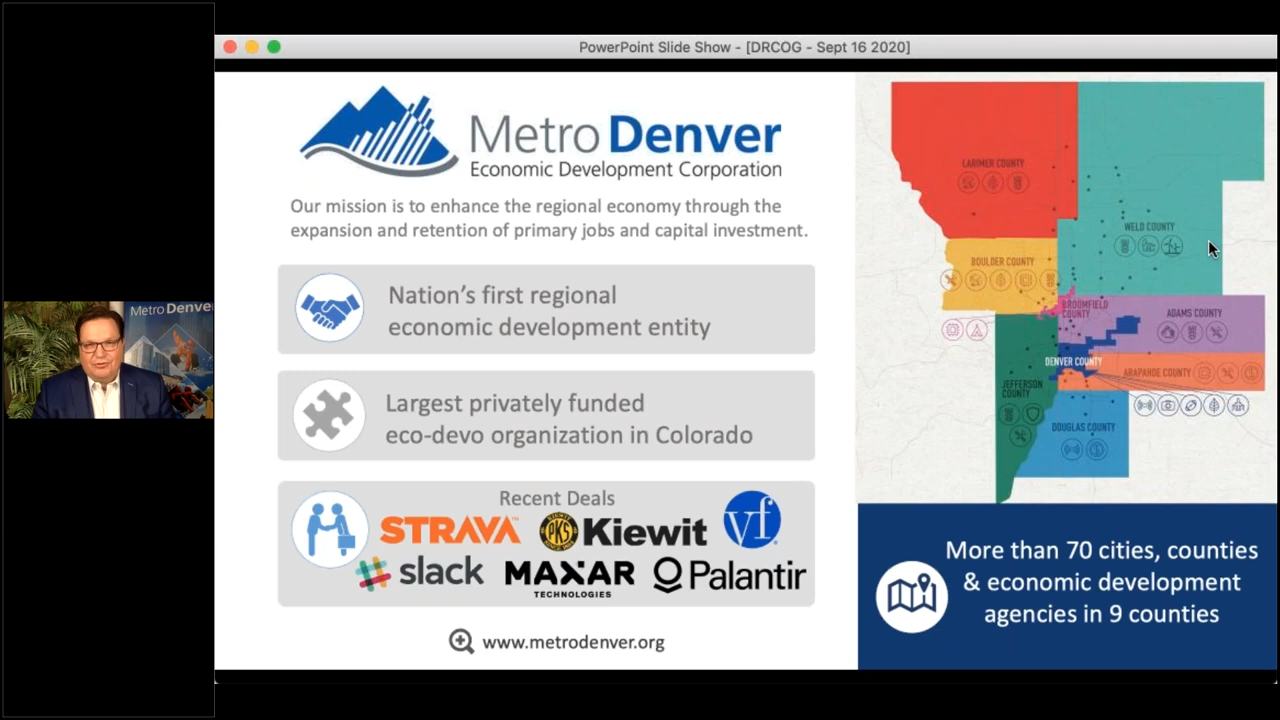 PowerPoint Slide Show - [DRCOG - Sept 16 2020]
Metro Denver
Economic Development Corporation
Our mission is to enhance the regional economy through the
expansion and retention of primary jobs and capital investment.
Nation's first regional
economic development entity
Largest privately funded
eco-devo organization in Colorado
Recent Deals
STRAVA™
PKS
Kiewit
vf
slack
MAXAR
TECHNOLOGIES
Palantir
www.metrodenver.org
LARIMER COUNTY
WELD COUNTY
BOULDER COUNTY
BROOMFIELD
COUNTY
ADAMS COUNTY
DENVER COUNTY
ARAPAHOE COUNTY
JEFFERSON
COUNTY
DOUGLAS COUNTY
More than 70 cities, counties
& economic development
agencies in 9 counties
Metro Denver